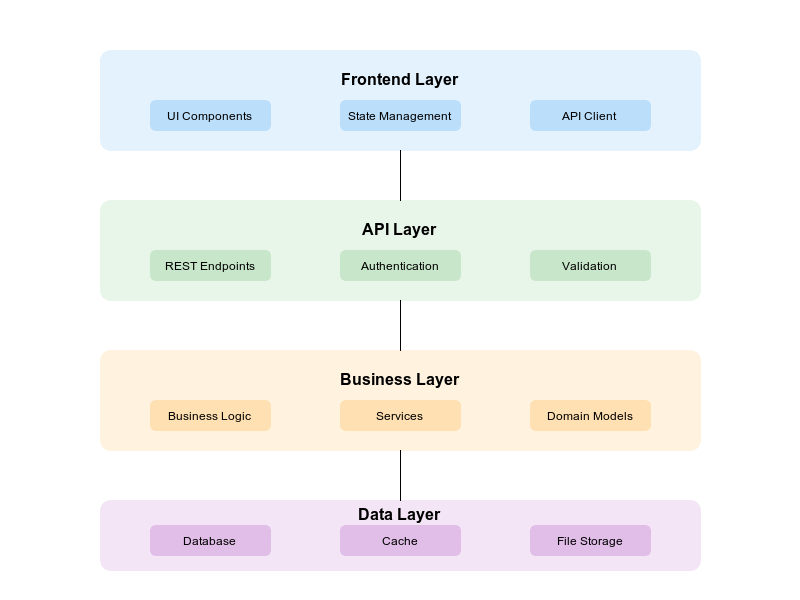 Frontend Layer
UI Components
State Management
API Client
API Layer
REST Endpoints
Authentication
Validation
Business Layer
Business Logic
Services
Domain Models
Data Layer
Database
Cache
File Storage